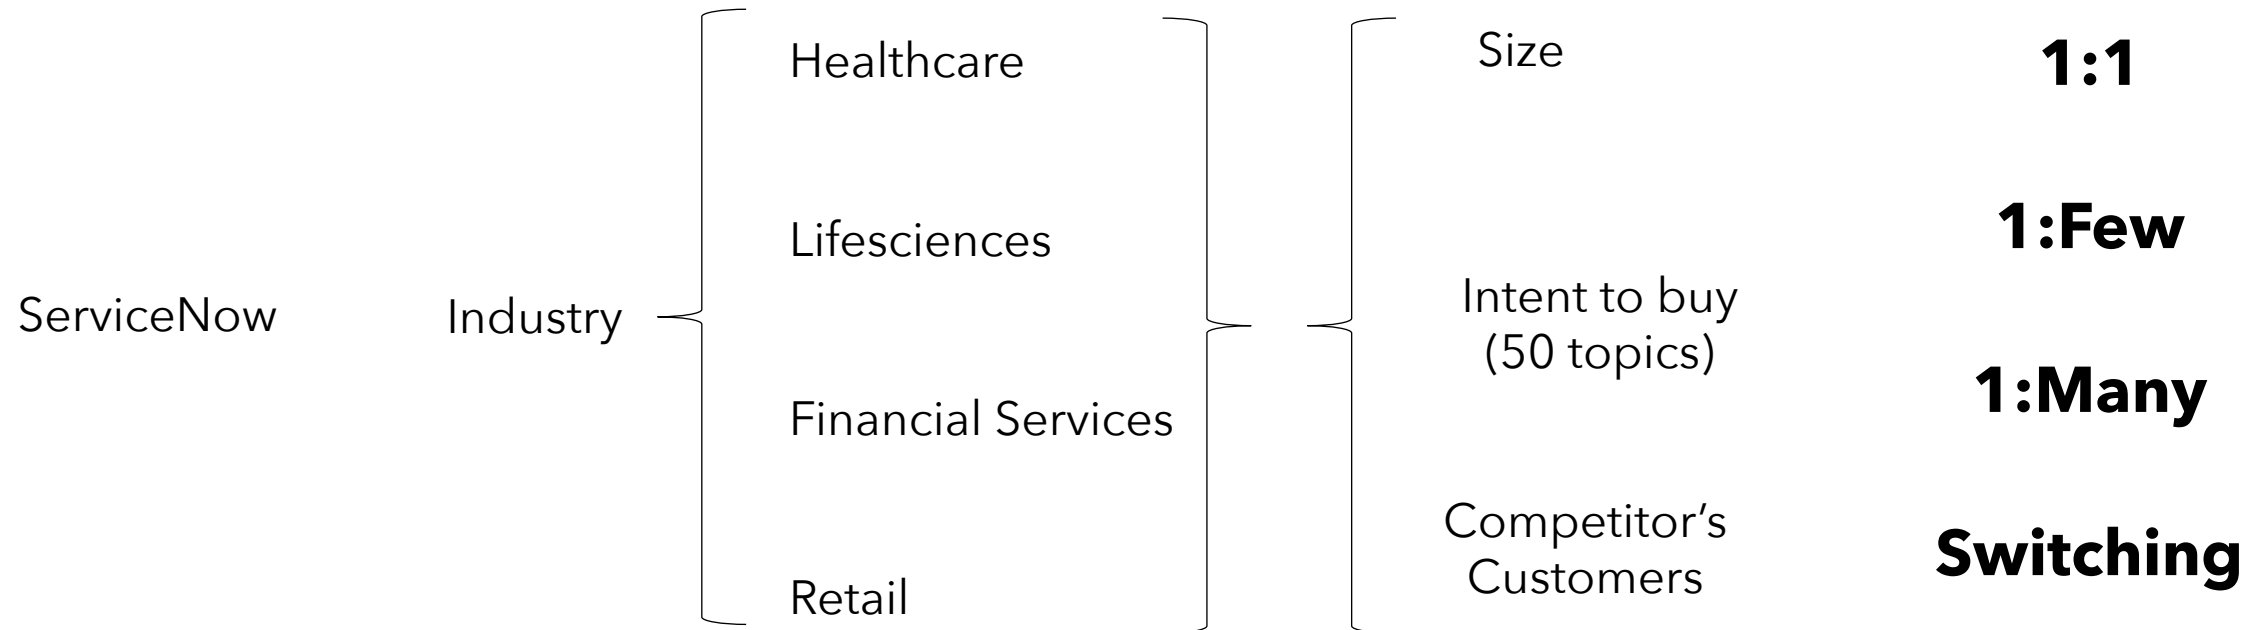 ServiceNow
Industry
Healthcare
Lifesciences
Financial Services
Retail
Size
Intent to buy
(50 topics)
Competitor’s
Customers
1:1
1:Few
1:Many
Switching